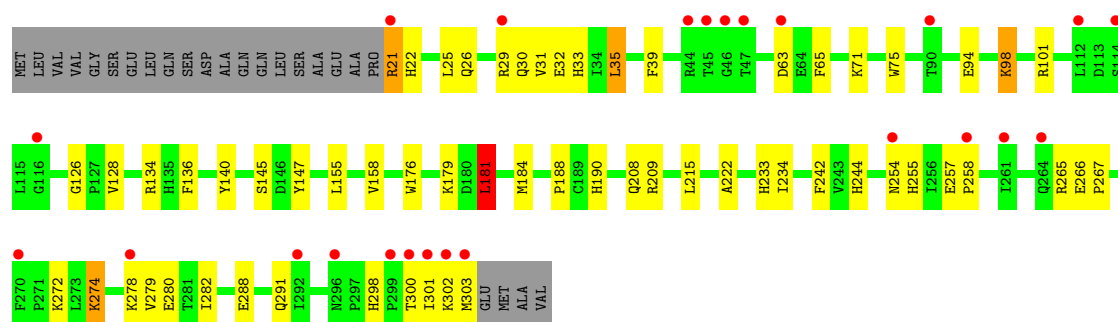 MET LEU VAL VAL GLY SER GLU LEU GLN SER ASP ALA GLN GLN LEU SER ALA GLU ALA PRO R21 H22 L25 Q26 R29 Q30 V31 E32 H33 I34 L35 F39 R44 T45 G46 T47 D63 E64 F65 K71 W75 T90 E94 K98 R101 L112 D113 S114
L115 G116 G126 P127 V128 R134 H135 F136 Y140 S145 D146 Y147 L155 V158 W176 K179 D180 L181 M184 P188 C189 H190 Q208 R209 L215 A222 H233 I234 F242 V243 H244 N254 H255 I256 E257 P258 I261 Q264 R265 E266 P267
F270 P271 K272 L273 K274 K278 V279 E280 T281 I282 E288 Q291 I292 N296 P297 H298 P299 T300 I301 K302 M303 GLU MET ALA VAL